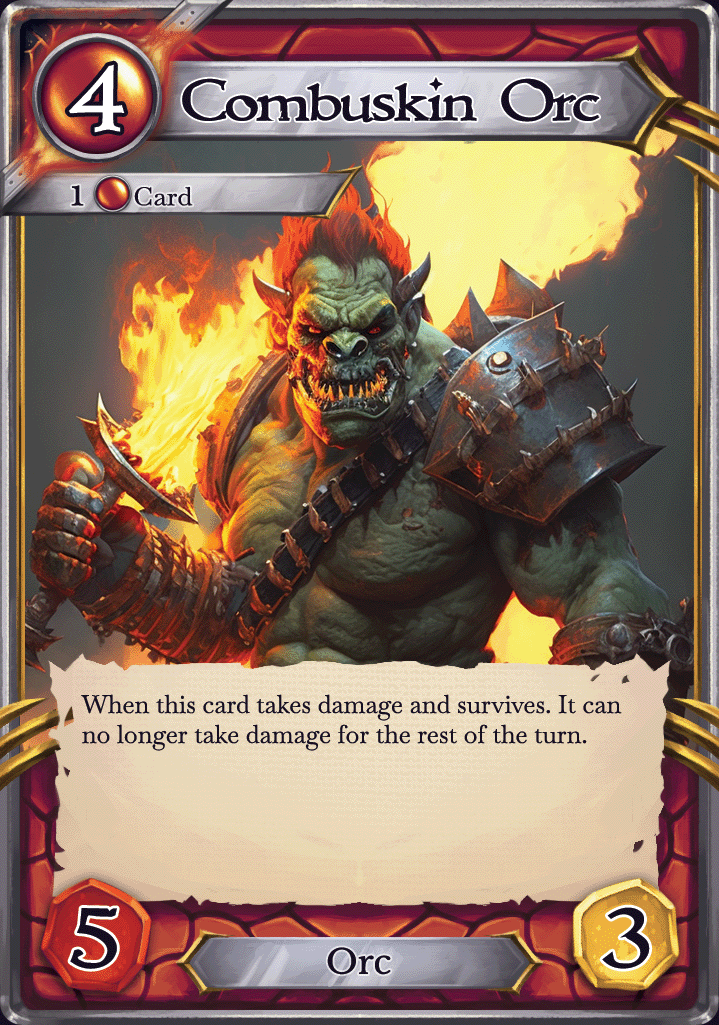 4
Combuskin Orc
1 Card
When this card takes damage and survives. It can
no longer take damage for the rest of the turn.
5
Orc
3